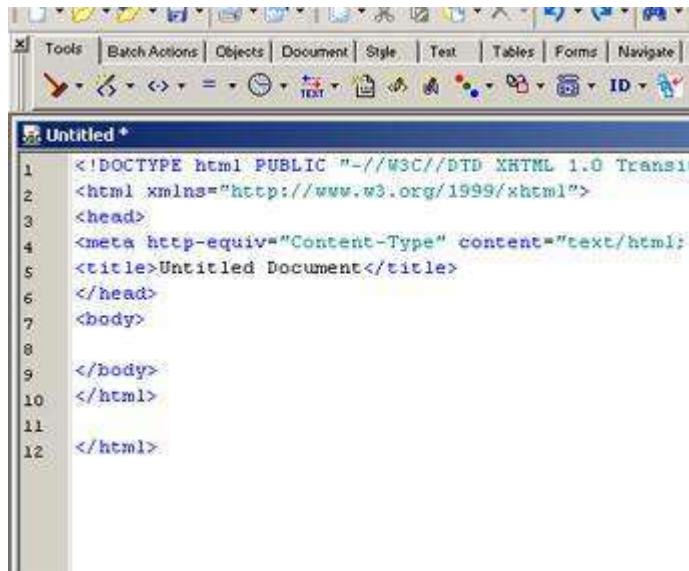 Tools Batch Actions Objects Document Style Text Tables Forms Navigate
TEXT ID
Untitled *
1 <!DOCTYPE html PUBLIC "-//W3C//DTD XHTML 1.0 Transi
2 <html xmlns="http://www.w3.org/1999/xhtml">
3 <head>
4 <meta http-equiv="Content-Type" content="text/html;
5 <title>Untitled Document</title>
6 </head>
7 <body>
8
9 </body>
10 </html>
11
12 </html>